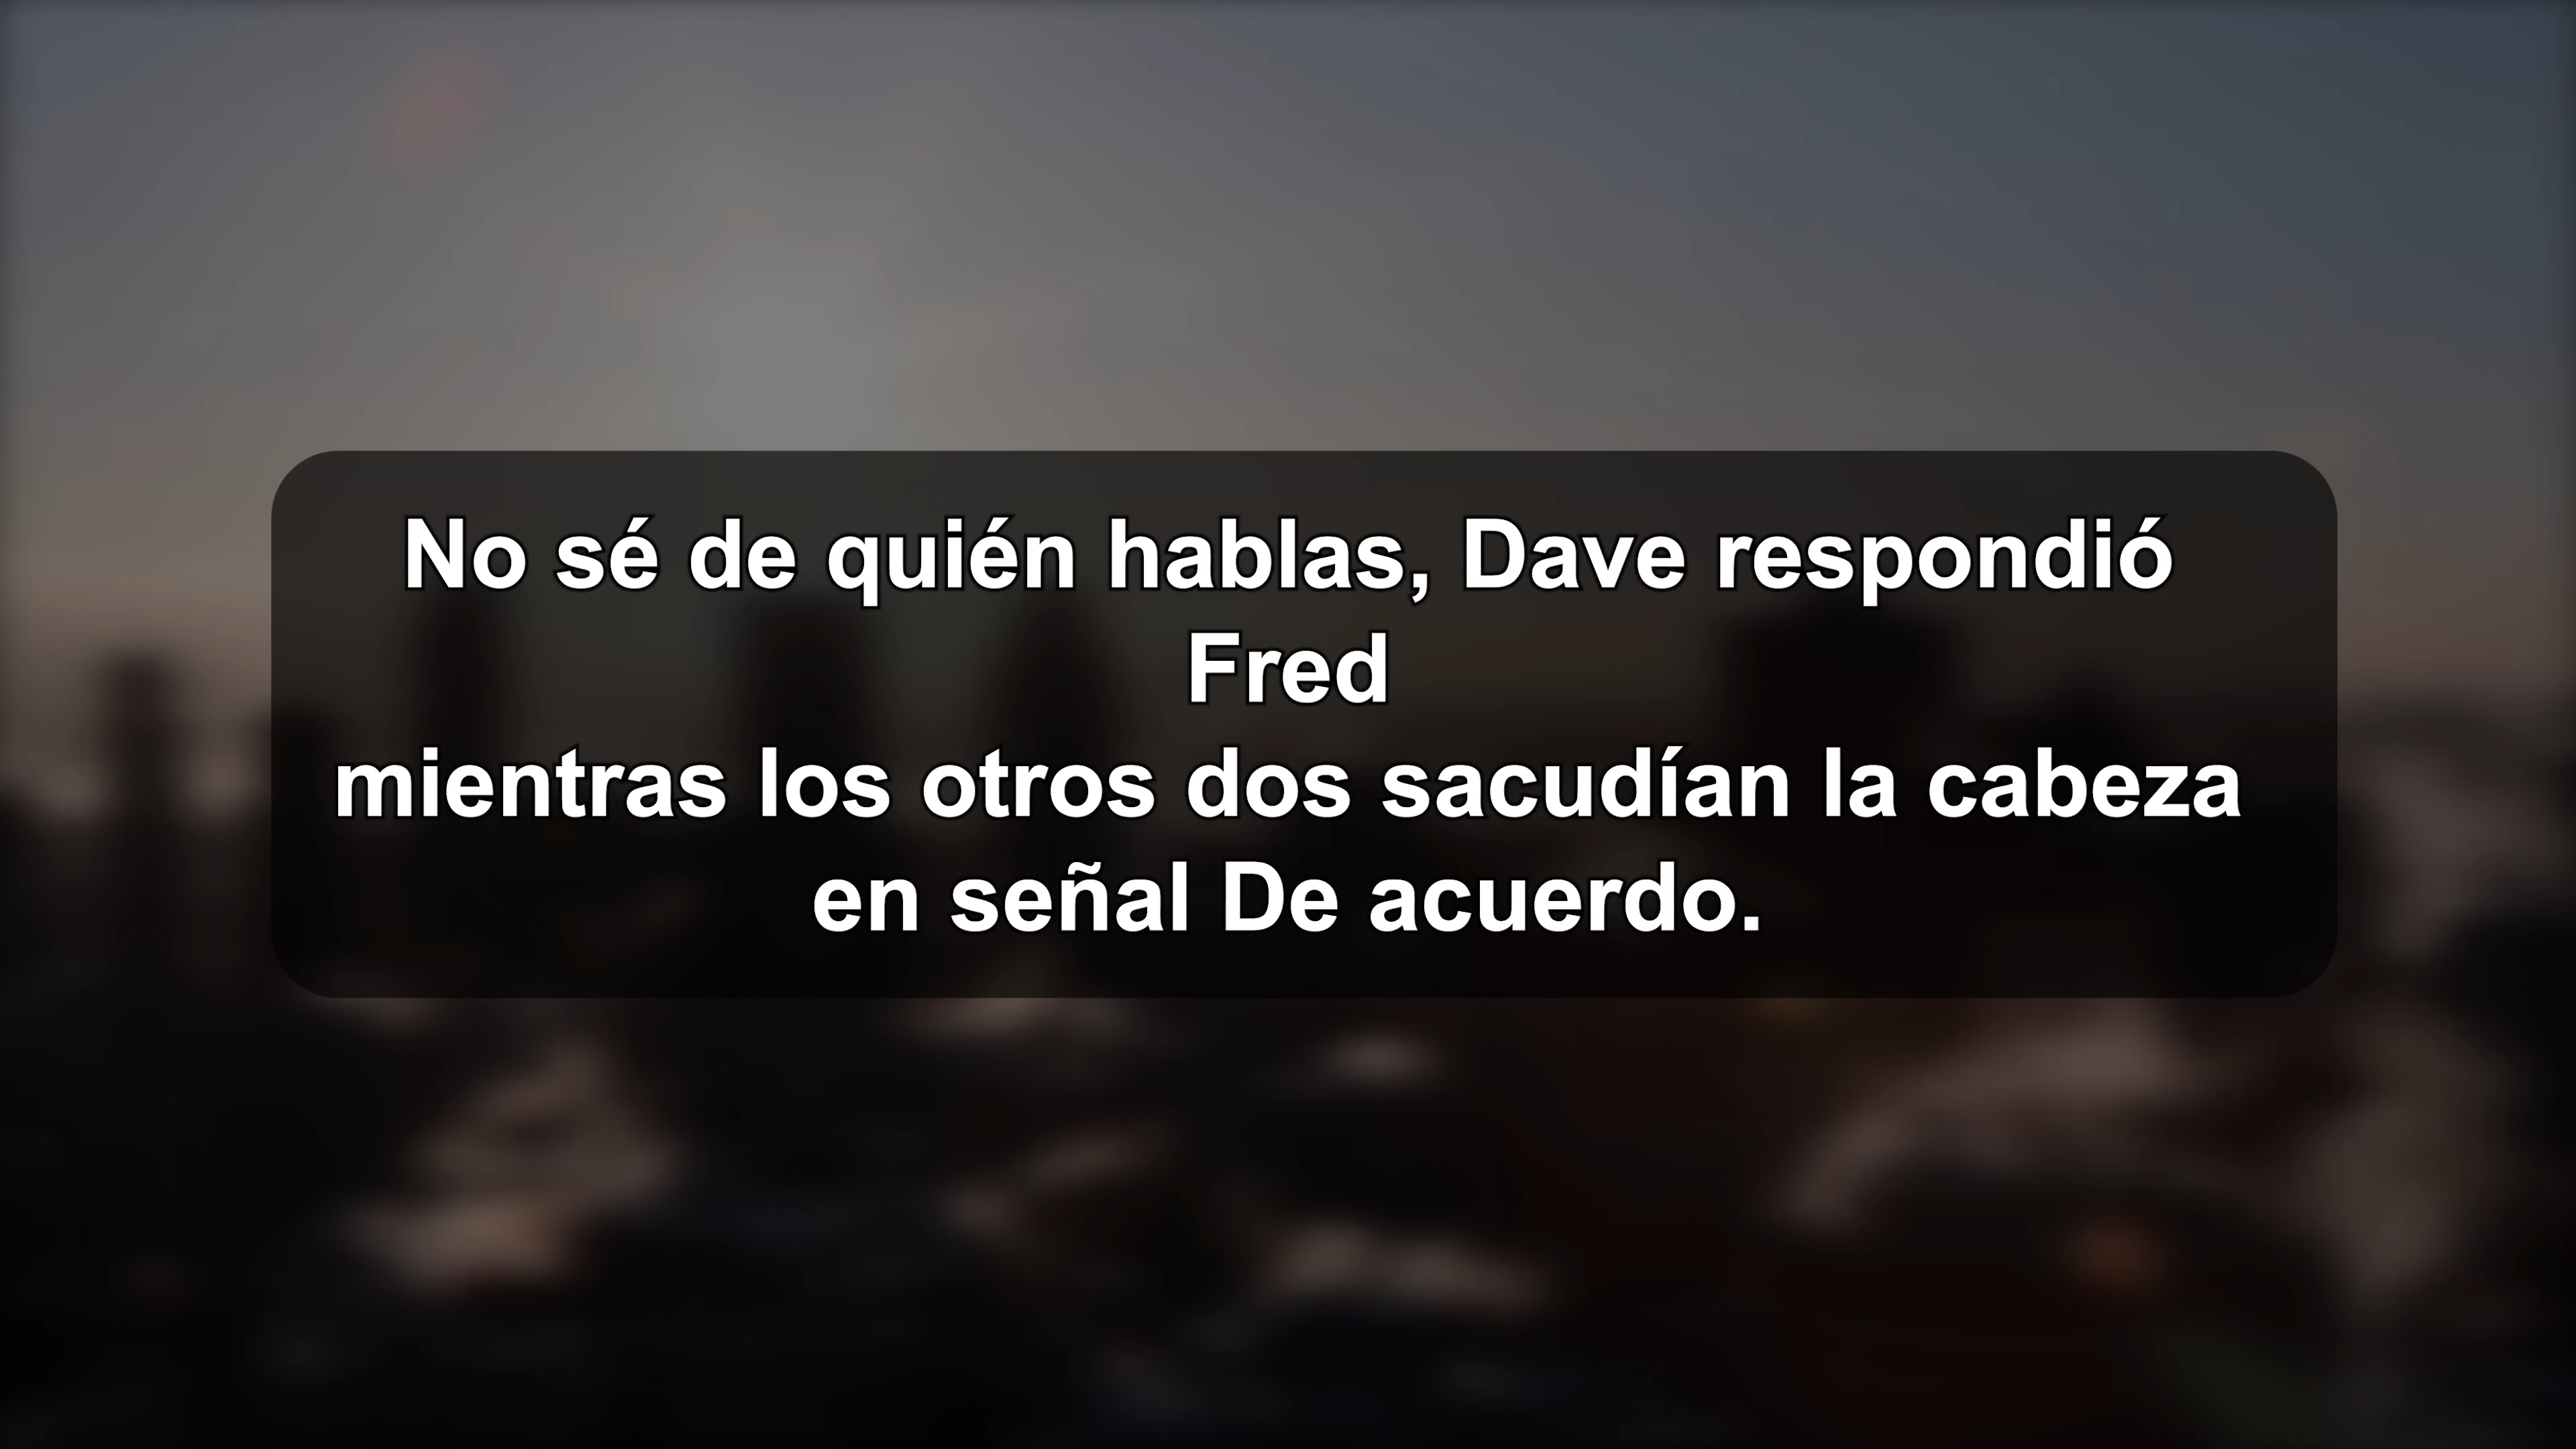 No sé de quién hablas, Dave respondió
Fred
mientras los otros dos sacudían la cabeza
en señal De acuerdo.